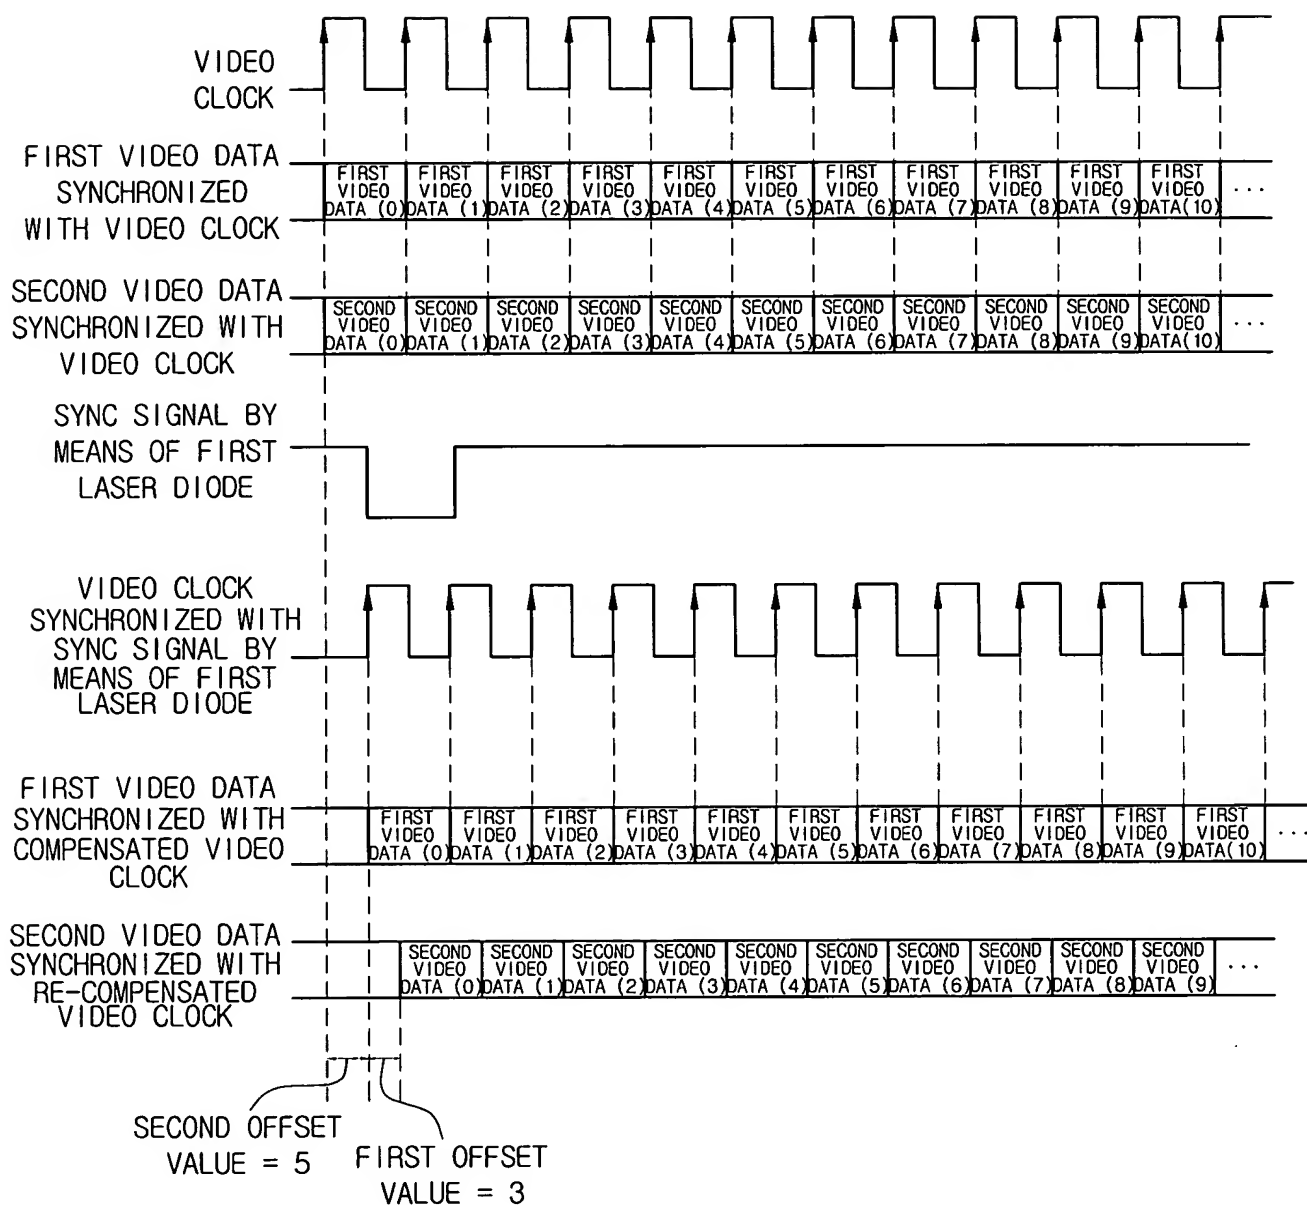 VIDEO
CLOCK
FIRST VIDEO DATA
SYNCHRONIZED
WITH VIDEO CLOCK
FIRST VIDEO DATA (0)
FIRST VIDEO DATA (1)
FIRST VIDEO DATA (2)
FIRST VIDEO DATA (3)
FIRST VIDEO DATA (4)
FIRST VIDEO DATA (5)
FIRST VIDEO DATA (6)
FIRST VIDEO DATA (7)
FIRST VIDEO DATA (8)
FIRST VIDEO DATA (9)
FIRST VIDEO DATA(10)
...
SECOND VIDEO DATA
SYNCHRONIZED WITH
VIDEO CLOCK
SECOND VIDEO DATA (0)
SECOND VIDEO DATA (1)
SECOND VIDEO DATA (2)
SECOND VIDEO DATA (3)
SECOND VIDEO DATA (4)
SECOND VIDEO DATA (5)
SECOND VIDEO DATA (6)
SECOND VIDEO DATA (7)
SECOND VIDEO DATA (8)
SECOND VIDEO DATA (9)
SECOND VIDEO DATA(10)
...
SYNC SIGNAL BY
MEANS OF FIRST
LASER DIODE
VIDEO CLOCK
SYNCHRONIZED WITH
SYNC SIGNAL BY
MEANS OF FIRST
LASER DIODE
FIRST VIDEO DATA
SYNCHRONIZED WITH
COMPENSATED VIDEO
CLOCK
FIRST VIDEO DATA (0)
FIRST VIDEO DATA (1)
FIRST VIDEO DATA (2)
FIRST VIDEO DATA (3)
FIRST VIDEO DATA (4)
FIRST VIDEO DATA (5)
FIRST VIDEO DATA (6)
FIRST VIDEO DATA (7)
FIRST VIDEO DATA (8)
FIRST VIDEO DATA (9)
FIRST VIDEO DATA(10)
...
SECOND VIDEO DATA
SYNCHRONIZED WITH
RE-COMPENSATED
VIDEO CLOCK
SECOND VIDEO DATA (0)
SECOND VIDEO DATA (1)
SECOND VIDEO DATA (2)
SECOND VIDEO DATA (3)
SECOND VIDEO DATA (4)
SECOND VIDEO DATA (5)
SECOND VIDEO DATA (6)
SECOND VIDEO DATA (7)
SECOND VIDEO DATA (8)
SECOND VIDEO DATA (9)
...
SECOND OFFSET
VALUE = 5
FIRST OFFSET
VALUE = 3